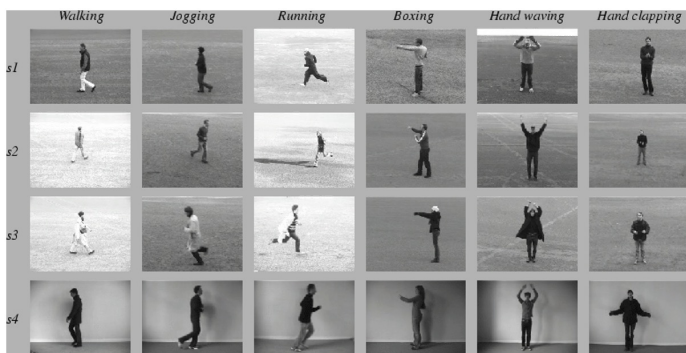 Walking Jogging Running Boxing Hand waving Hand clapping
s1
s2
s3
s4